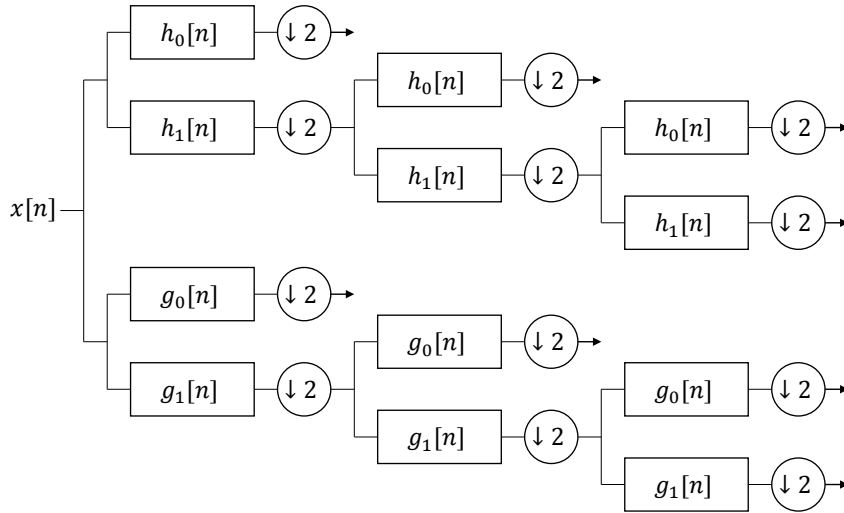 h₀[n] ↓ 2
h₀[n] ↓ 2
h₁[n] ↓ 2
h₀[n] ↓ 2
h₁[n] ↓ 2
h₁[n] ↓ 2
x[n]
g₀[n] ↓ 2
g₀[n] ↓ 2
g₁[n] ↓ 2
g₀[n] ↓ 2
g₁[n] ↓ 2
g₁[n] ↓ 2